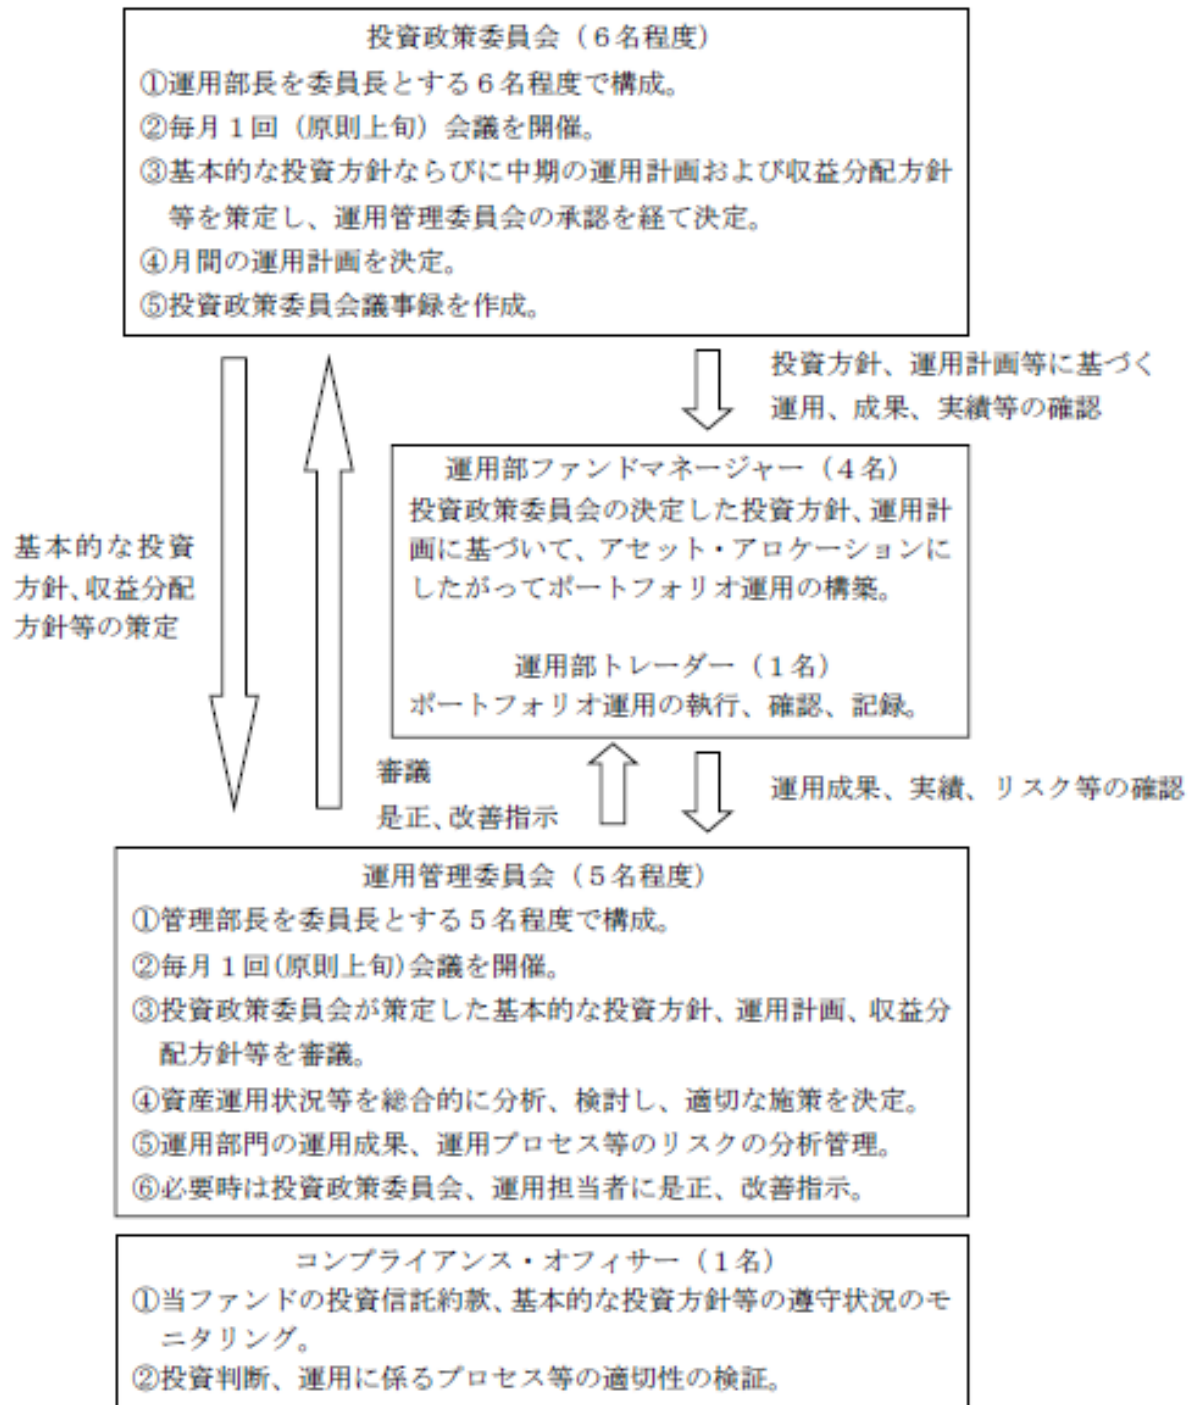 投資政策委員会（６名程度）
①運用部長を委員長とする６名程度で構成。
②毎月１回（原則上旬）会議を開催。
③基本的な投資方針ならびに中期の運用計画および収益分配方針
等を策定し、運用管理委員会の承認を経て決定。
④月間の運用計画を決定。
⑤投資政策委員会議事録を作成。
投資方針、運用計画等に基づく
運用、成果、実績等の確認
運用部ファンドマネージャー（４名）
投資政策委員会の決定した投資方針、運用計
画に基づいて、アセット・アロケーションに
したがってポートフォリオ運用の構築。
運用部トレーダー（１名）
ポートフォリオ運用の執行、確認、記録。
基本的な投資
方針、収益分配
方針等の策定
審議
是正、改善指示
運用成果、実績、リスク等の確認
運用管理委員会（５名程度）
①管理部長を委員長とする５名程度で構成。
②毎月１回(原則上旬)会議を開催。
③投資政策委員会が策定した基本的な投資方針、運用計画、収益分
配方針等を審議。
④資産運用状況等を総合的に分析、検討し、適切な施策を決定。
⑤運用部門の運用成果、運用プロセス等のリスクの分析管理。
⑥必要時は投資政策委員会、運用担当者に是正、改善指示。
コンプライアンス・オフィサー（１名）
①当ファンドの投資信託約款、基本的な投資方針等の遵守状況のモ
ニタリング。
②投資判断、運用に係るプロセス等の適切性の検証。